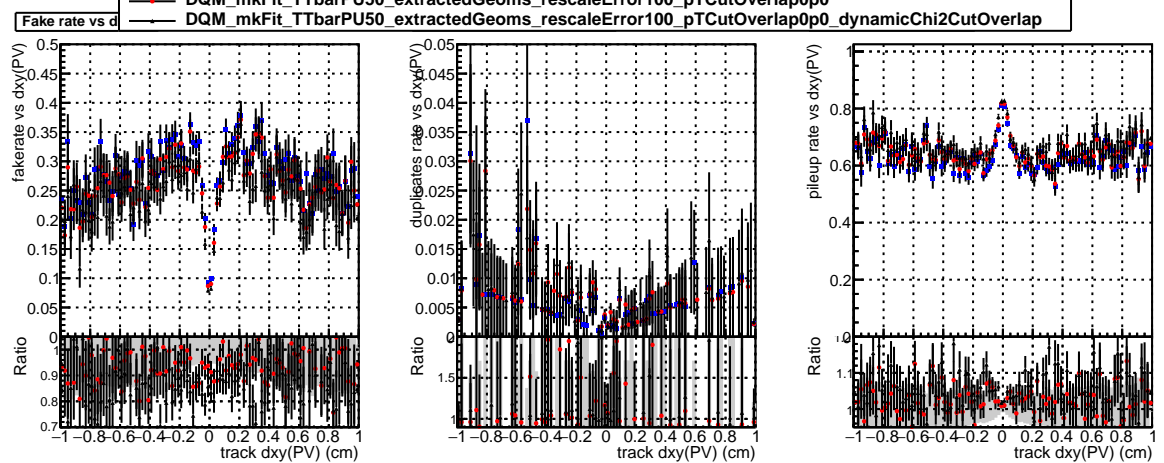 DQM_mkFit_TTbarPU50_extractedGeoms_rescaleError100_pTCutOverlap0p0
Fake rate vs d
DQM_mkFit_TTbarPU50_extractedGeoms_rescaleError100_pTCutOverlap0p0_dynamicChi2CutOverlap
fakerate vs dxy(PV)
0.5
0.45
0.4
0.35
0.3
0.25
0.2
0.15
0.1
0.05
0
Ratio
0.9
0.8
0.7
−1 −0.8 −0.6 −0.4 −0.2 0 0.2 0.4 0.6 0.8 1
track dxy(PV) (cm)
duplicates rate vs dxy(PV)
0.05
0.045
0.04
0.035
0.03
0.025
0.02
0.015
0.01
0.005
0
Ratio
1.5
1
−1 −0.8 −0.6 −0.4 −0.2 0 0.2 0.4 0.6 0.8 1
track dxy(PV) (cm)
pileup rate vs dxy(PV)
1
0.8
0.6
0.4
0.2
0
Ratio
1.1
1
−1 −0.8 −0.6 −0.4 −0.2 0 0.2 0.4 0.6 0.8 1
track dxy(PV) (cm)